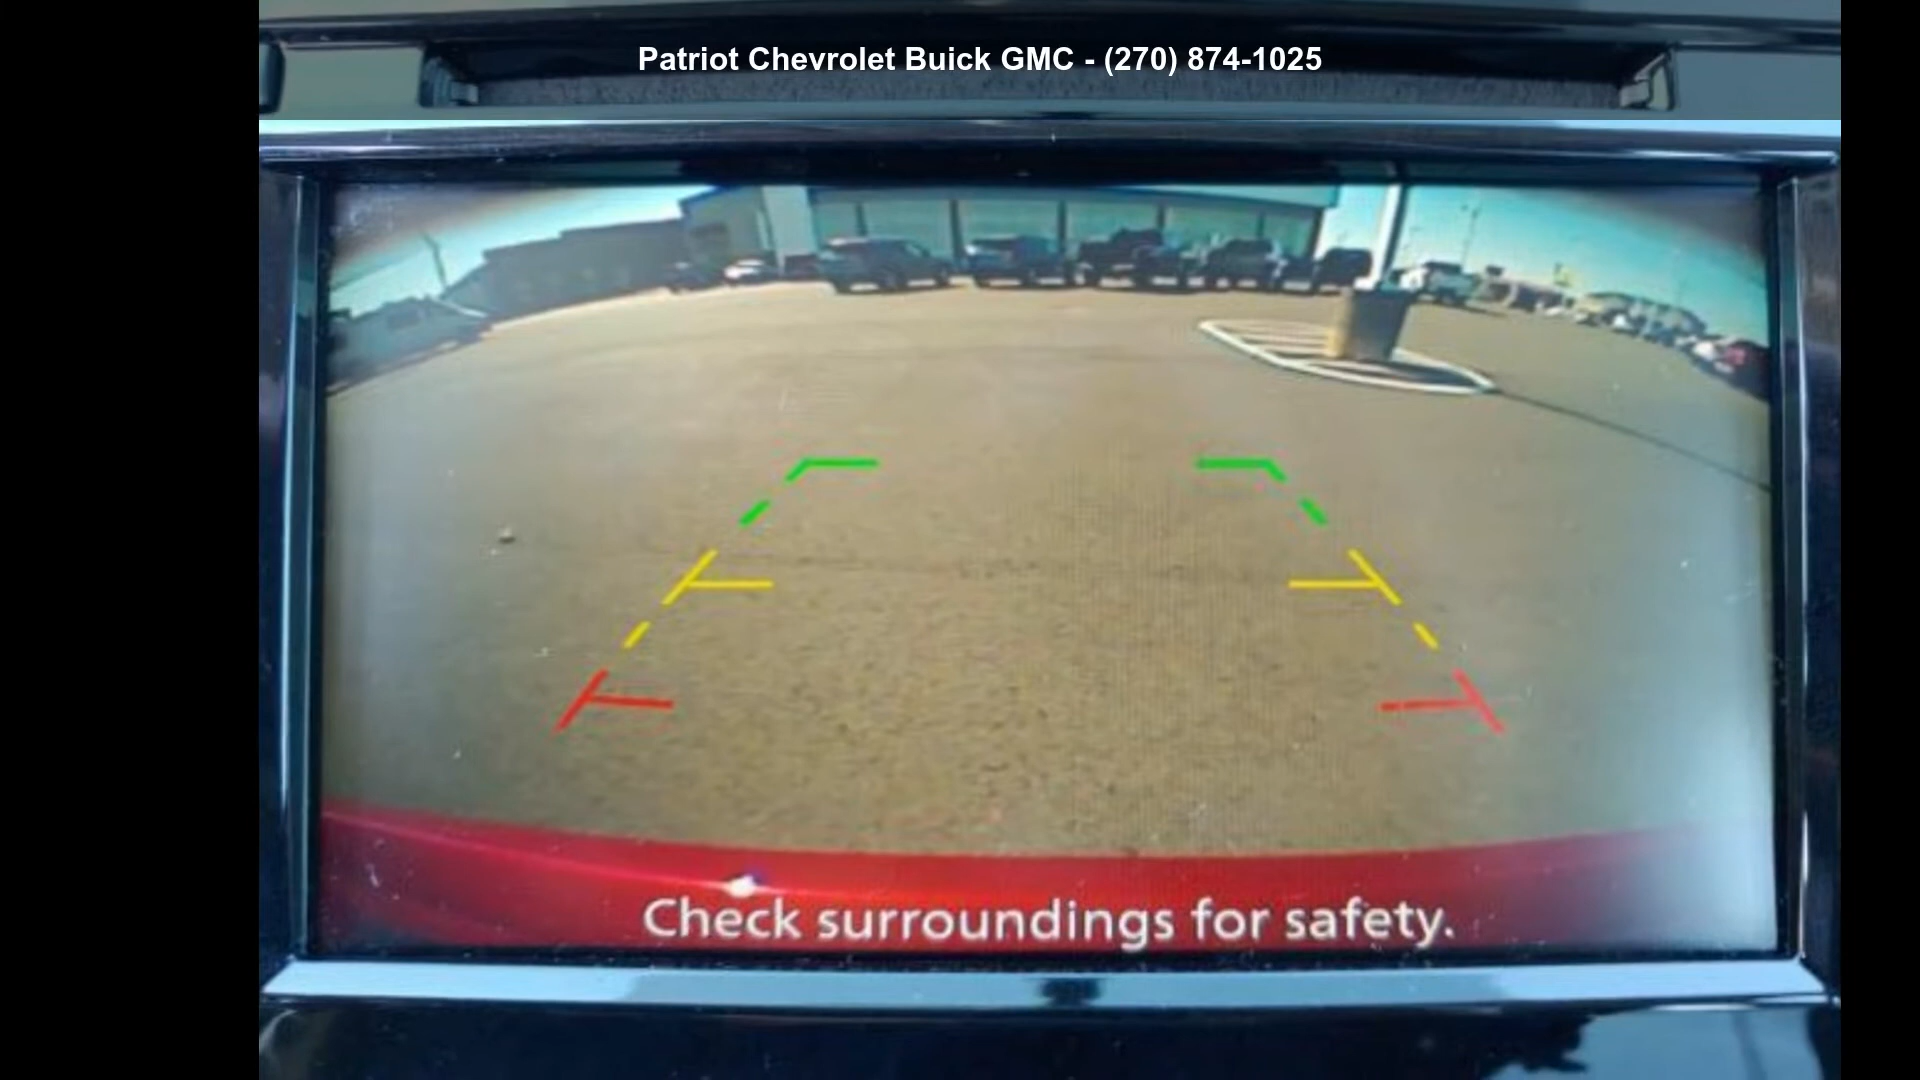 Patriot Chevrolet Buick GMC - (270) 874-1025
Check surroundings for safety.